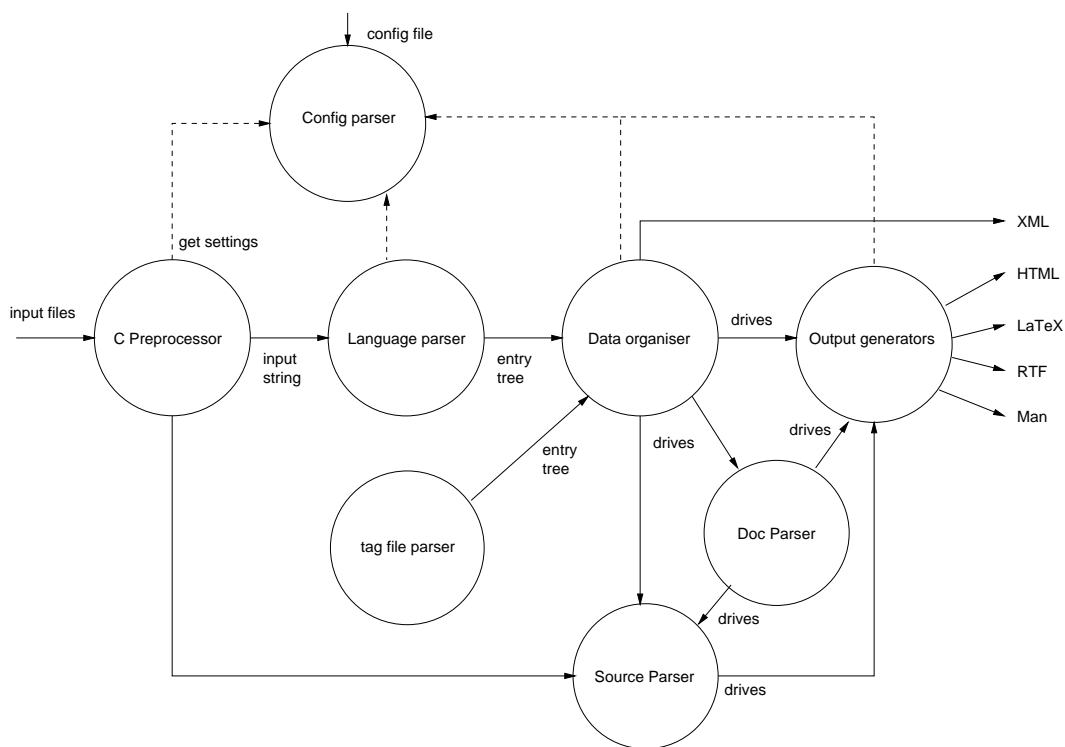 config file
Config parser
XML
get settings
HTML
input files
drives
LaTeX
C Preprocessor
Language parser
Data organiser
Output generators
input
string
entry
tree
RTF
Man
drives
drives
entry
tree
Doc Parser
tag file parser
drives
Source Parser
drives